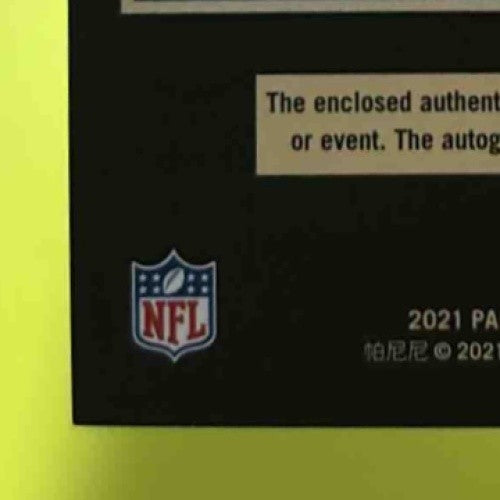 The enclosed authent
or event. The autog
NFL
2021 PA
帕尼尼 © 2021